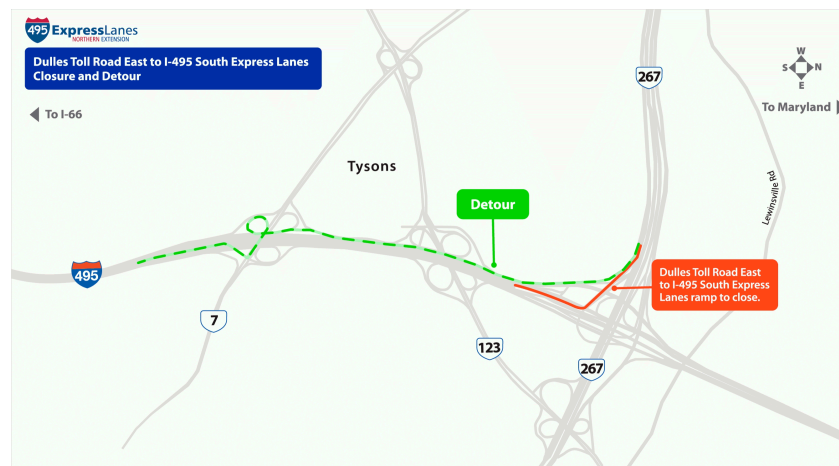 495 ExpressLanes
NORTHERN EXTENSION
Dulles Toll Road East to I-495 South Express Lanes
Closure and Detour
To I-66
267
W
S N
E
To Maryland
Tysons
Lewinsville Rd
Detour
495
Dulles Toll Road East
to I-495 South Express
Lanes ramp to close.
7
123
267